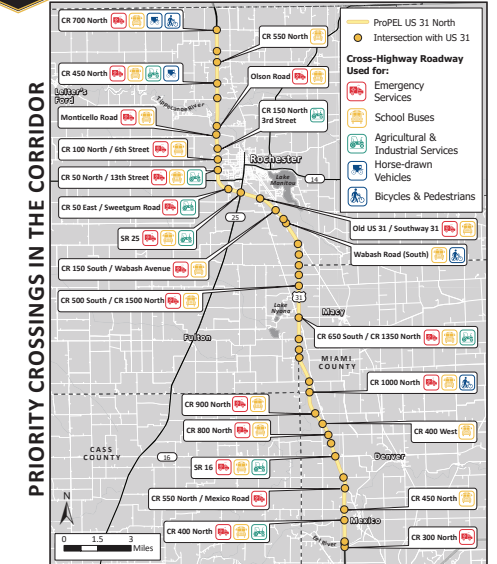 PRIORITY CROSSINGS IN THE CORRIDOR
CR 700 North
CR 550 North
CR 450 North
Leiter's
Ford
Olson Road
Tippecanoe River
Monticello Road
CR 150 North
3rd Street
CR 100 North / 6th Street
Rochester
CR 50 North / 13th Street
Lake
Manitou
14
CR 50 East / Sweetgum Road
25
Old US 31 / Southway 31
SR 25
Wabash Road (South)
CR 150 South / Wabash Avenue
CR 500 South / CR 1500 North
31
Lake
Nyona
Macy
CR 650 South / CR 1350 North
Fulton
MIAMI
COUNTY
CR 1000 North
CR 900 North
CR 800 North
CR 400 West
CASS
COUNTY
16
Denver
SR 16
CR 550 North / Mexico Road
CR 450 North
Mexico
CR 400 North
Eel River
CR 300 North
N
0 1.5 3
Miles
ProPEL US 31 North
Intersection with US 31
Cross-Highway Roadway
Used for:
Emergency
Services
School Buses
Agricultural &
Industrial Services
Horse-drawn
Vehicles
Bicycles & Pedestrians